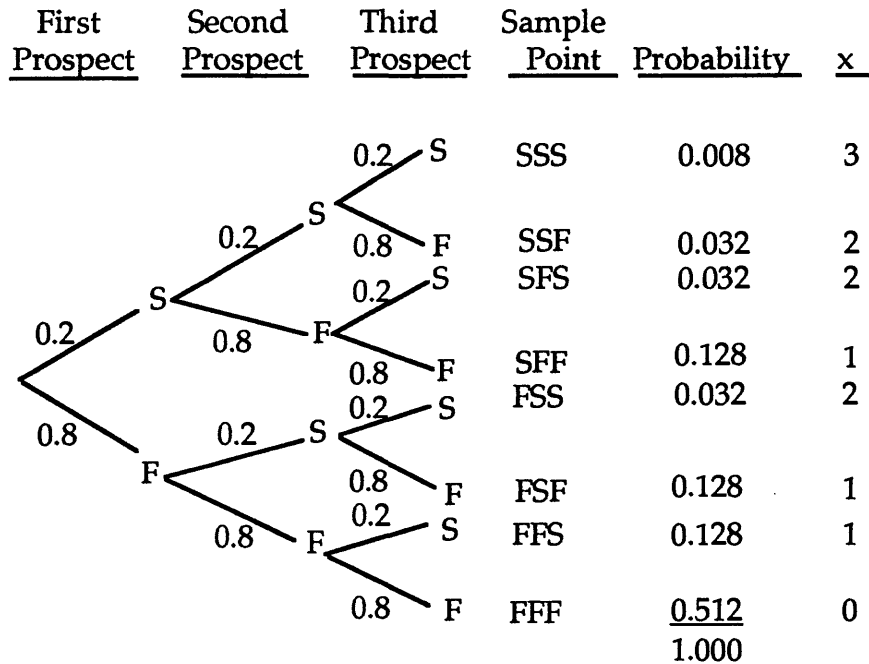 First Second Third Sample
Prospect Prospect Prospect Point Probability x
0.2 S SSS 0.008 3
S
0.2 0.8 F SSF 0.032 2
S 0.2 S SFS 0.032 2
0.2 0.8 F
0.8 F SFF 0.128 1
0.2 S FSS 0.032 2
0.8 0.2 S
F 0.8 F FSF 0.128 1
0.2 S FFS 0.128 1
0.8 F
0.8 F FFF 0.512 0
1.000